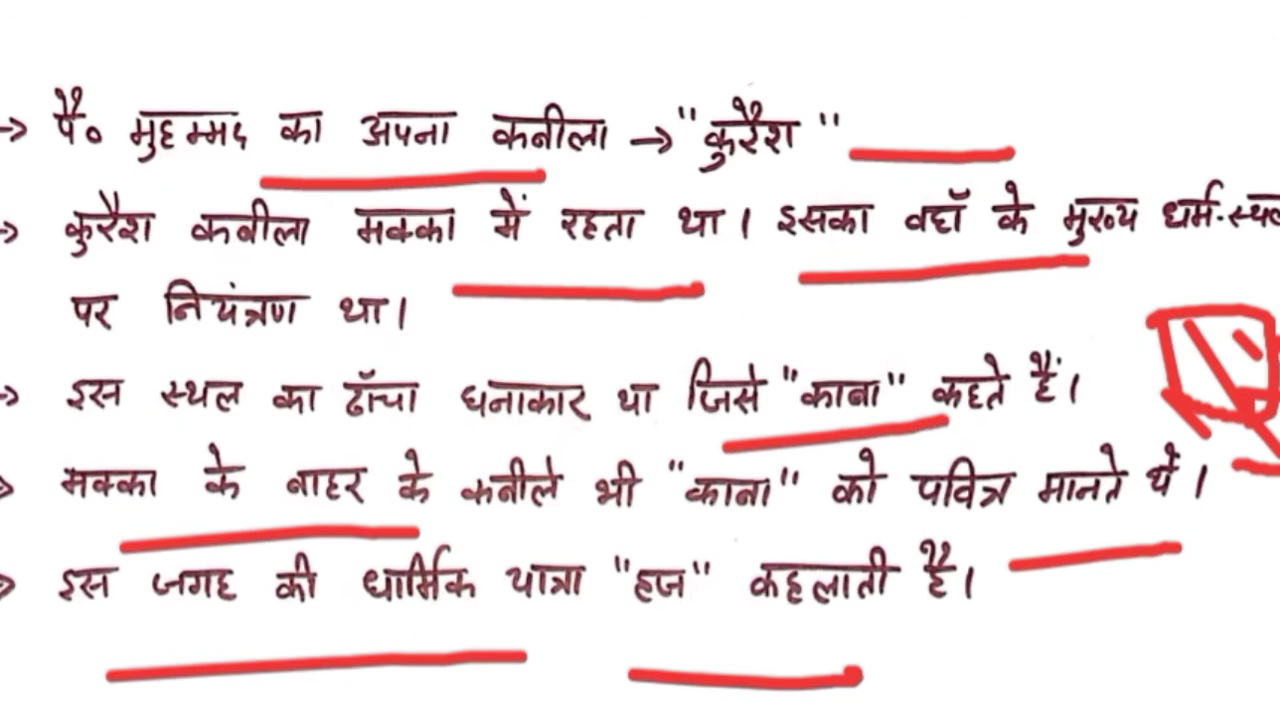 → पै० मुहम्मद का अपना कबीला → "कुरैश"
→ कुरैश कबीला मक्का में रहता था। इसका वहाँ के मुख्य धर्म-स्थल
पर नियंत्रण था।
→ इस स्थल का ढाँचा घनाकार था जिसे "काबा" कहते हैं।
→ मक्का के बाहर के कबीले भी "काबा" को पवित्र मानते थे।
→ इस जगह की धार्मिक यात्रा "हज" कहलाती है।